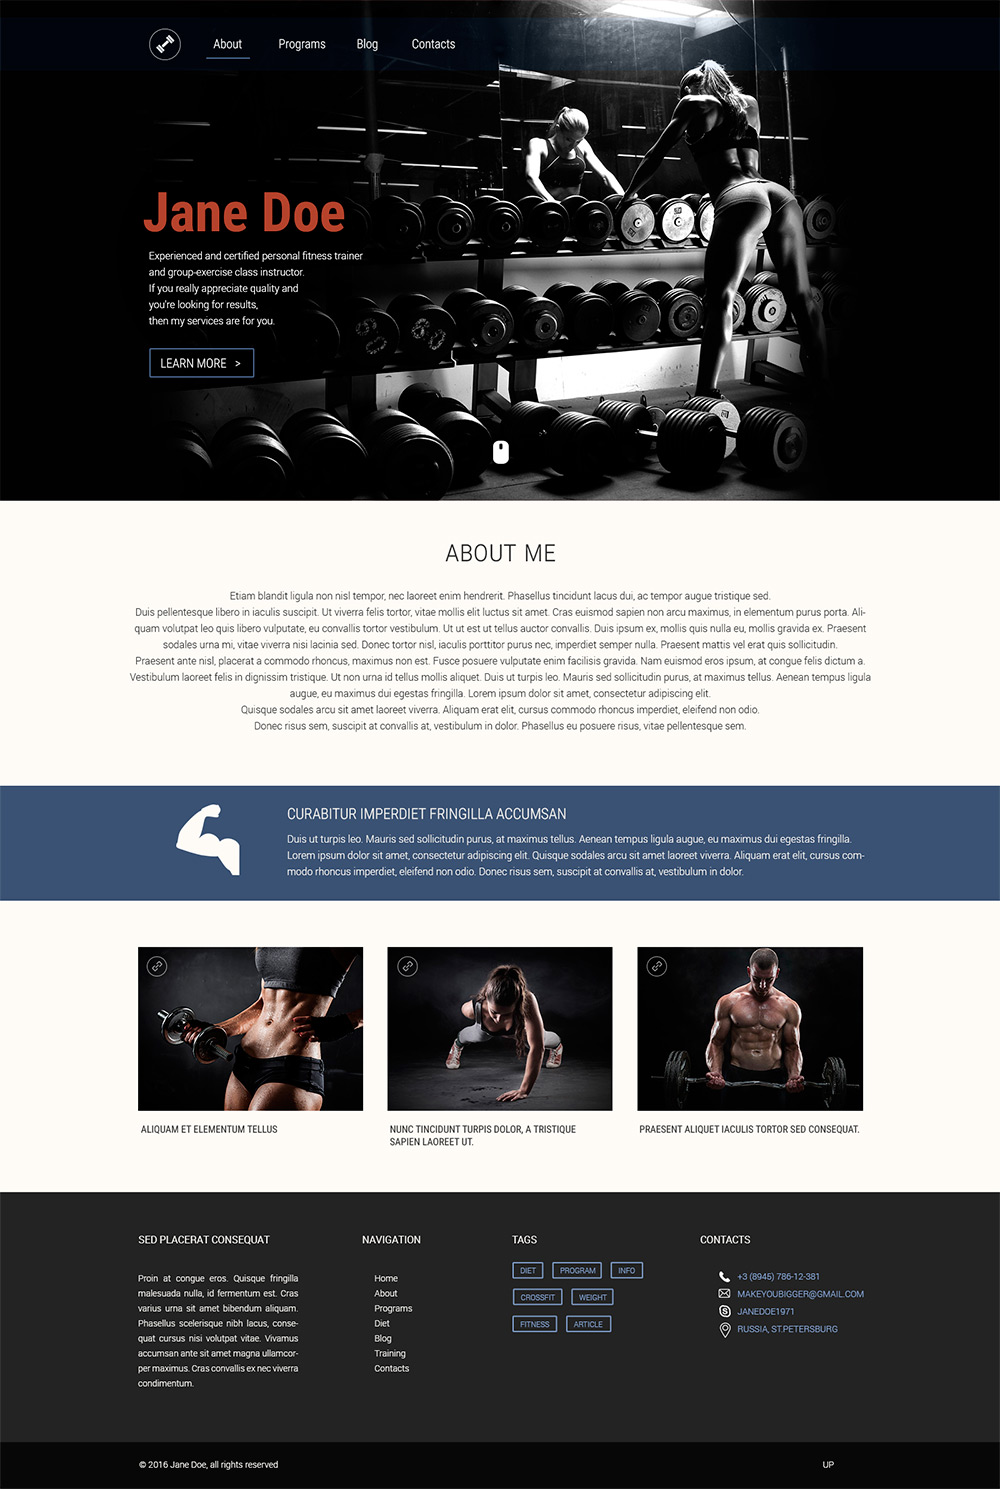 About Programs Blog Contacts
Jane Doe
Experienced and certified personal fitness trainer
and group-exercise class instructor.
If you really appreciate quality and
you're looking for results,
then my services are for you.
LEARN MORE >
ABOUT ME
Etiam blandit ligula non nisl tempor, nec laoreet enim hendrerit. Phasellus tincidunt lacus dui, ac tempor augue tristique sed.
Duis pellentesque libero in iaculis suscipit. Ut viverra felis tortor, vitae mollis elit luctus sit amet. Cras euismod sapien non arcu maximus, in elementum purus porta. Ali-
quam volutpat leo quis libero vulputate, eu convallis tortor vestibulum. Ut ut est ut tellus auctor convallis. Duis ipsum ex, mollis quis nulla eu, mollis gravida ex. Praesent
sodales urna mi, vitae viverra nisi lacinia sed. Donec tortor nisl, iaculis porttitor purus nec, imperdiet semper nulla. Praesent mattis vel erat quis sollicitudin.
Praesent ante nisl, placerat a commodo rhoncus, maximus non est. Fusce posuere vulputate enim facilisis gravida. Nam euismod eros ipsum, at congue felis dictum a.
Vestibulum laoreet felis in dignissim tristique. Ut non urna id tellus mollis aliquet. Duis ut turpis leo. Mauris sed sollicitudin purus, at maximus tellus. Aenean tempus ligula
augue, eu maximus dui egestas fringilla. Lorem ipsum dolor sit amet, consectetur adipiscing elit.
Quisque sodales arcu sit amet laoreet viverra. Aliquam erat elit, cursus commodo rhoncus imperdiet, eleifend non odio.
Donec risus sem, suscipit at convallis at, vestibulum in dolor. Phasellus eu posuere risus, vitae pellentesque sem.
CURABITUR IMPERDIET FRINGILLA ACCUMSAN
Duis ut turpis leo. Mauris sed sollicitudin purus, at maximus tellus. Aenean tempus ligula augue, eu maximus dui egestas fringilla.
Lorem ipsum dolor sit amet, consectetur adipiscing elit. Quisque sodales arcu sit amet laoreet viverra. Aliquam erat elit, cursus com-
modo rhoncus imperdiet, eleifend non odio. Donec risus sem, suscipit at convallis at, vestibulum in dolor.
ALIQUAM ET ELEMENTUM TELLUS
NUNC TINCIDUNT TURPIS DOLOR, A TRISTIQUE
SAPIEN LAOREET UT.
PRAESENT ALIQUET IACULIS TORTOR SED CONSEQUAT.
SED PLACERAT CONSEQUAT
Proin at congue eros. Quisque fringilla
malesuada nulla, id fermentum est. Cras
varius urna sit amet bibendum aliquam.
Phasellus scelerisque nibh lacus, conse-
quat cursus nisi volutpat vitae. Vivamus
accumsan ante sit amet magna ullamcor-
per maximus. Cras convallis ex nec viverra
condimentum.
NAVIGATION
Home
About
Programs
Diet
Blog
Training
Contacts
TAGS
DIET PROGRAM INFO
CROSSFIT WEIGHT
FITNESS ARTICLE
CONTACTS
+3 (8945) 786-12-381
MAKEYOUBIGGER@GMAIL.COM
JANEDOE1971
RUSSIA, ST.PETERSBURG
© 2016 Jane Doe, all rights reserved
UP